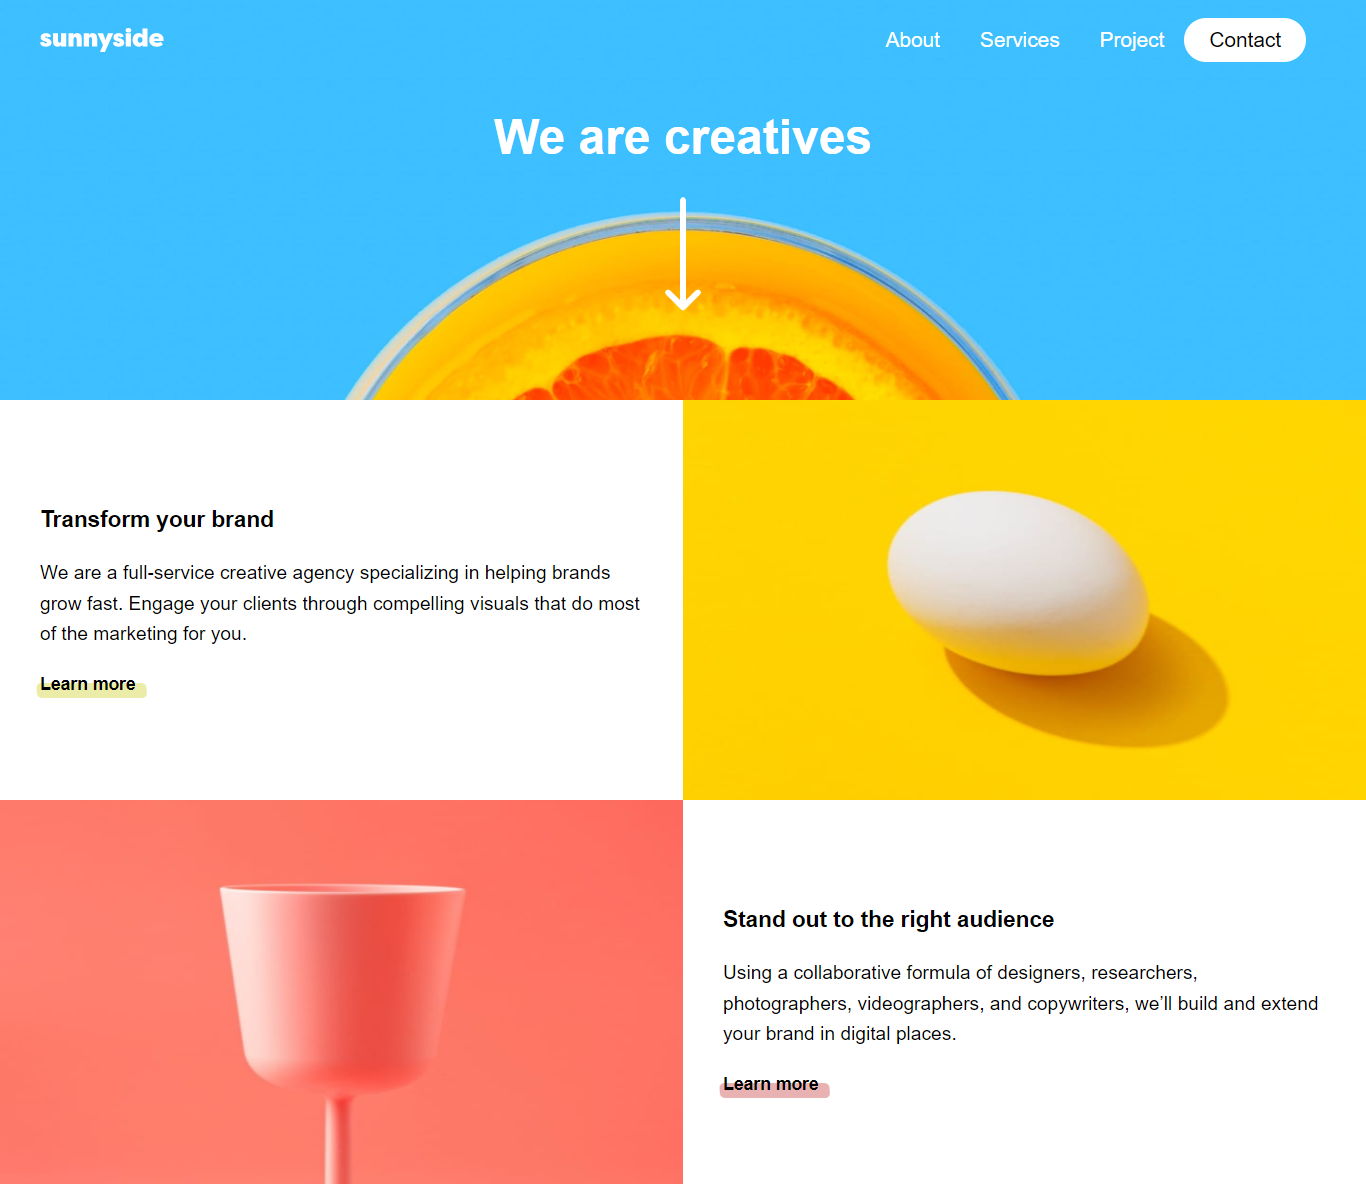 sunnyside
About Services Project Contact
We are creatives
Transform your brand
We are a full-service creative agency specializing in helping brands
grow fast. Engage your clients through compelling visuals that do most
of the marketing for you.
Learn more
Stand out to the right audience
Using a collaborative formula of designers, researchers,
photographers, videographers, and copywriters, we’ll build and extend
your brand in digital places.
Learn more